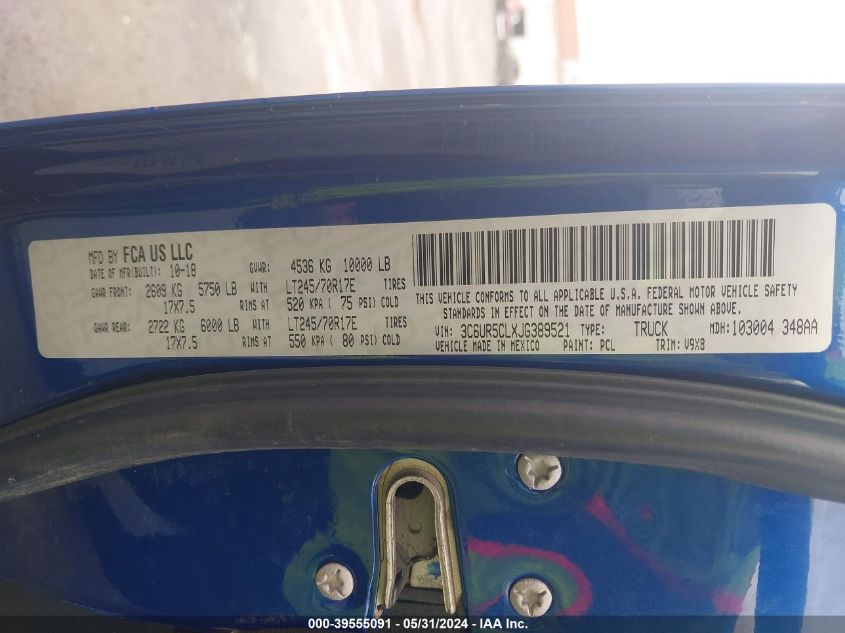 MFD BY FCA US LLC
DATE OF MFR(BUILT): 10-18 GVWR: 4536 KG 10000 LB
GAWR FRONT: 2609 KG 5750 LB WITH LT245/70R17E TIRES
17X7.5 RIMS AT 520 KPA ( 75 PSI) COLD
GAWR REAR: 2722 KG 6000 LB WITH LT245/70R17E TIRES
17X7.5 RIMS AT 550 KPA ( 80 PSI) COLD
THIS VEHICLE CONFORMS TO ALL APPLICABLE U.S.A. FEDERAL MOTOR VEHICLE SAFETY
STANDARDS IN EFFECT ON THE DATE OF MANUFACTURE SHOWN ABOVE.
VIN: 3C6UR5CLXJG389521 TYPE: TRUCK MDH: 103004 348AA
VEHICLE MADE IN MEXICO PAINT: PCL TRIM: V9X8
000-39555091 - 05/31/2024 - IAA Inc.